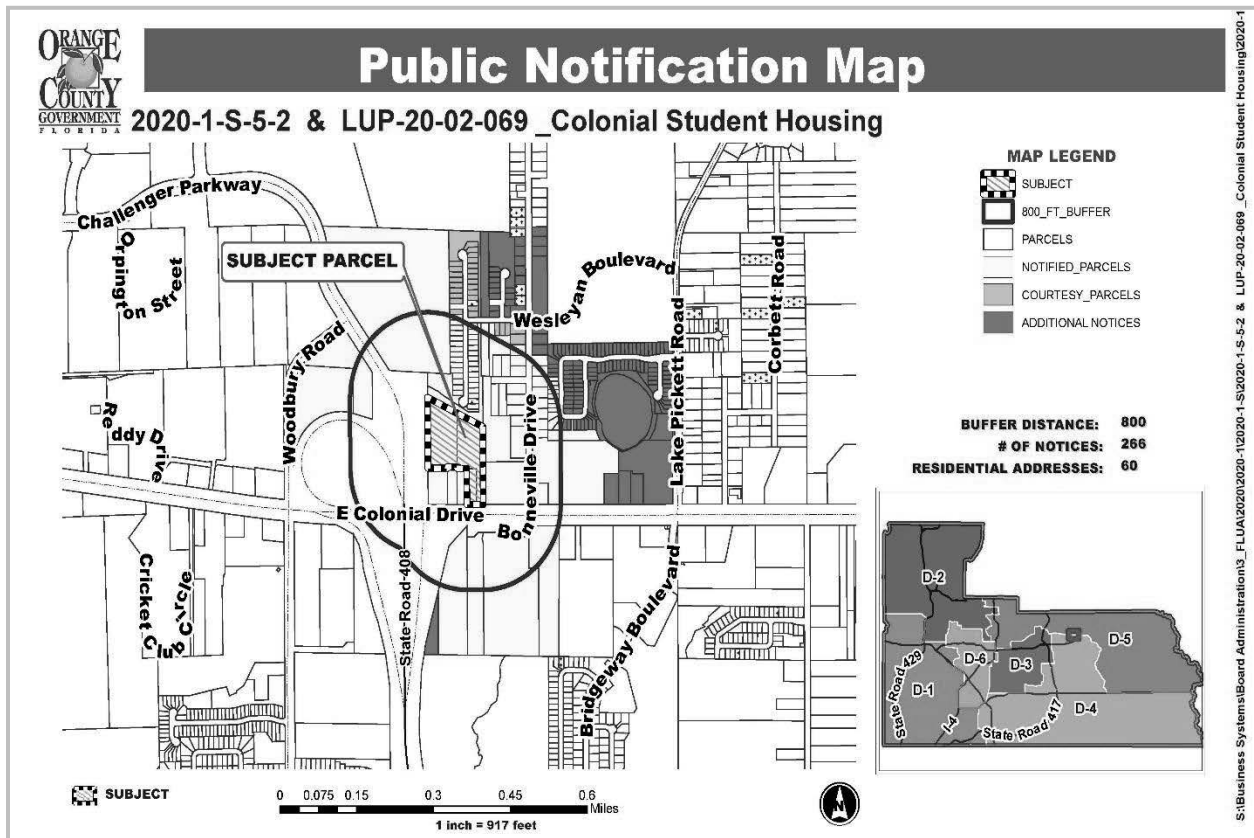 ORANGE
COUNTY
GOVERNMENT
FLORIDA
Public Notification Map
2020-1-S-5-2 & LUP-20-02-069 _Colonial Student Housing
Challenger Parkway
Orpington Street
SUBJECT PARCEL
Woodbury Road
Wesleyan Boulevard
Lake Pickett Road
Corbett Road
Reddy Drive
E Colonial Drive
Bonneville Drive
Cricket Club Circle
State Road 408
Bridgeway Boulevard
MAP LEGEND
SUBJECT
800_FT_BUFFER
PARCELS
NOTIFIED_PARCELS
COURTESY_PARCELS
ADDITIONAL NOTICES
BUFFER DISTANCE: 800
# OF NOTICES: 266
RESIDENTIAL ADDRESSES: 60
D-2
D-5
D-6
D-3
D-1
D-4
State Road 429
I-4
State Road 417
SUBJECT
0 0.075 0.15 0.3 0.45 0.6
Miles
1 inch = 917 feet
N
S:\Business Systems\Board Administration\3_FLUA\2020\2020-1\2020-1-S\2020-1-S-5-2 & LUP-20-02-069 _Colonial Student Housing\2020-1